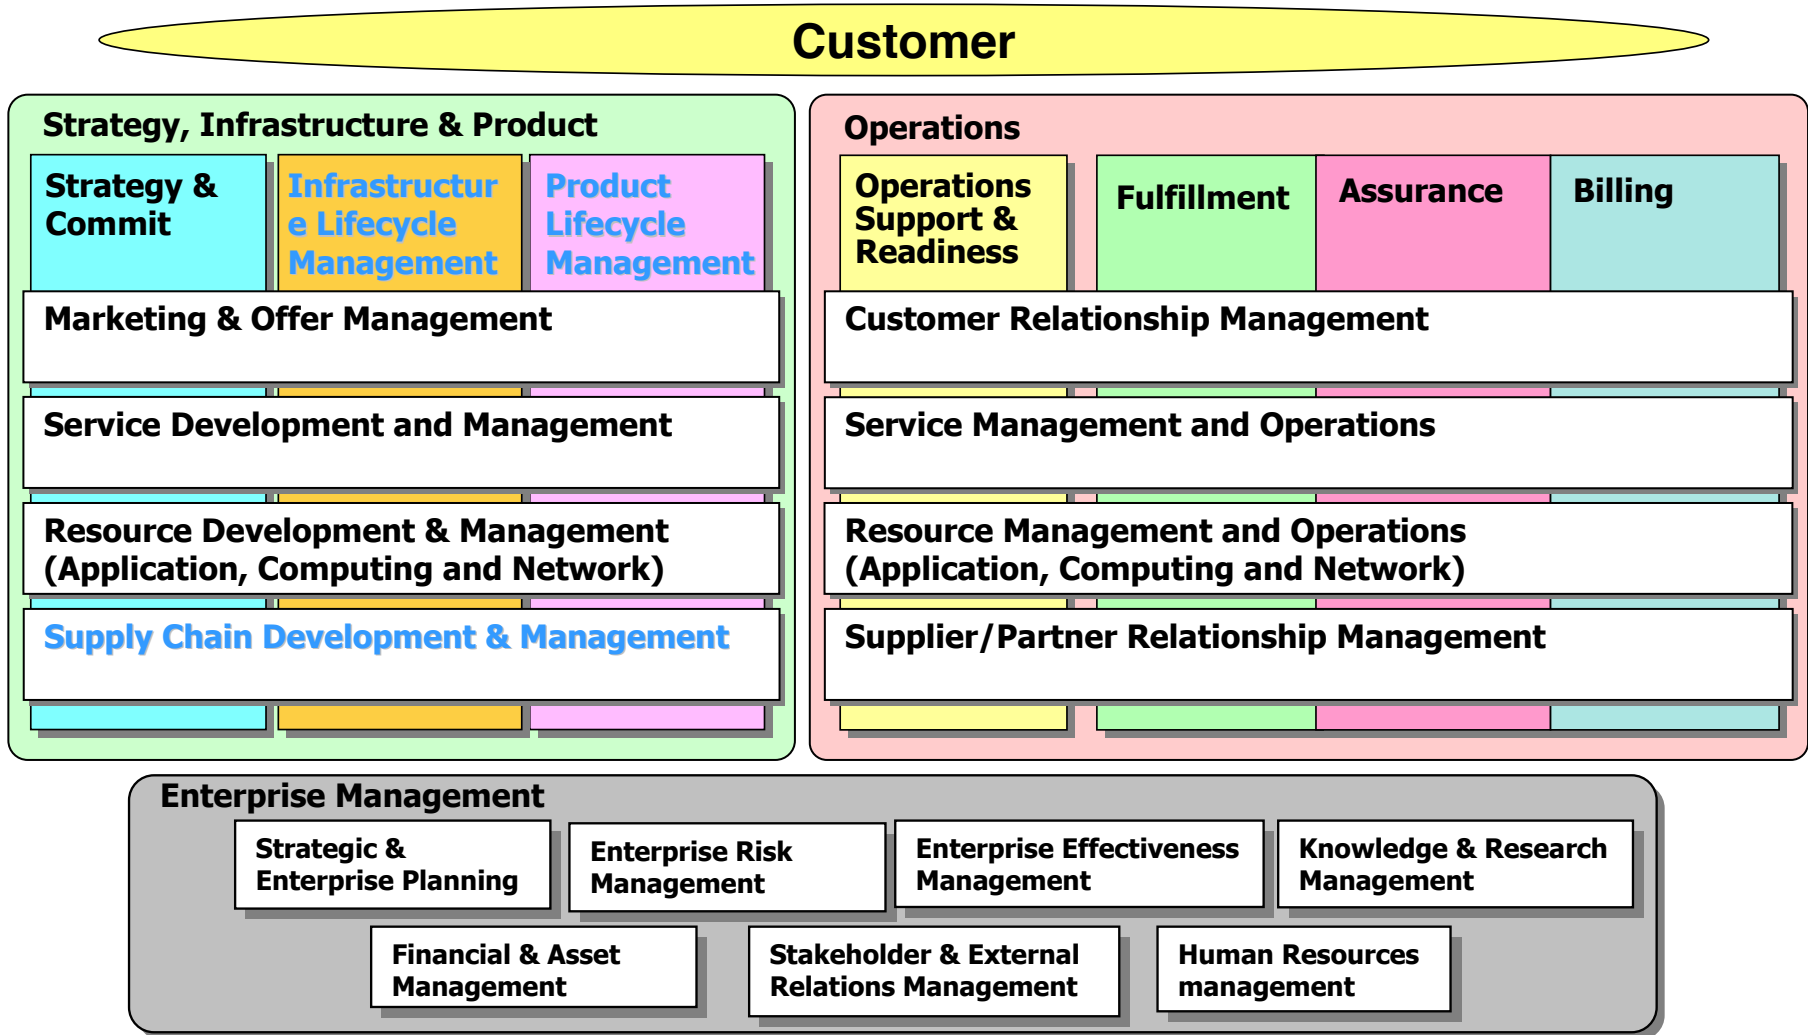 Customer
Strategy, Infrastructure & Product
Strategy &
Commit
Infrastructur
e Lifecycle
Management
Product
Lifecycle
Management
Marketing & Offer Management
Service Development and Management
Resource Development & Management
(Application, Computing and Network)
Supply Chain Development & Management
Operations
Operations
Support &
Readiness
Fulfillment
Assurance
Billing
Customer Relationship Management
Service Management and Operations
Resource Management and Operations
(Application, Computing and Network)
Supplier/Partner Relationship Management
Enterprise Management
Strategic &
Enterprise Planning
Enterprise Risk
Management
Enterprise Effectiveness
Management
Knowledge & Research
Management
Financial & Asset
Management
Stakeholder & External
Relations Management
Human Resources
management